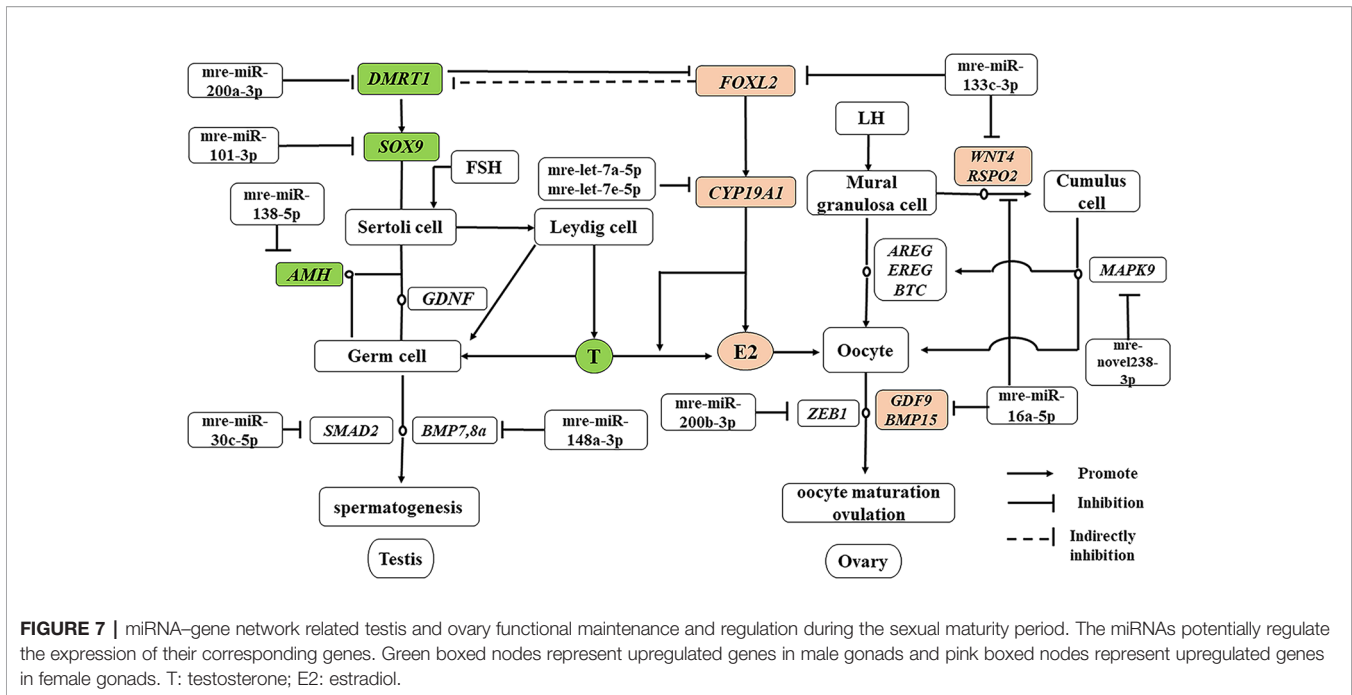 mre-miR-
200a-3p
DMRT1
FOXL2
mre-miR-
133c-3p
LH
mre-miR-
101-3p
SOX9
FSH
mre-let-7a-5p
mre-let-7e-5p
CYP19A1
WNT4
RSPO2
Mural
granulosa cell
Cumulus
cell
mre-miR-
138-5p
Sertoli cell
Leydig cell
AMH
GDNF
AREG
EREG
BTC
MAPK9
Germ cell
T
E2
Oocyte
mre-
novel238-
3p
mre-miR-
30c-5p
SMAD2
BMP7,8a
mre-miR-
148a-3p
mre-miR-
200b-3p
ZEB1
GDF9
BMP15
mre-miR-
16a-5p
spermatogenesis
oocyte maturation
ovulation
Testis
Ovary
Promote
Inhibition
Indirectly
inhibition
FIGURE 7 | miRNA–gene network related testis and ovary functional maintenance and regulation during the sexual maturity period. The miRNAs potentially regulate
the expression of their corresponding genes. Green boxed nodes represent upregulated genes in male gonads and pink boxed nodes represent upregulated genes
in female gonads. T: testosterone; E2: estradiol.